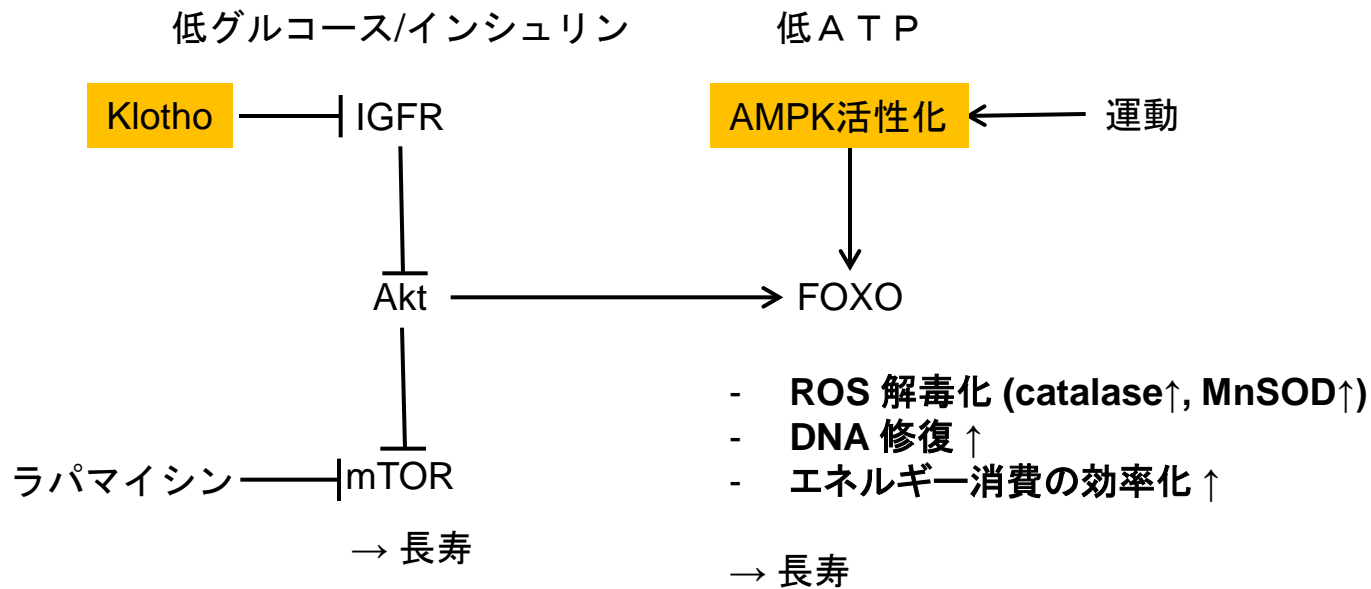 低グルコース/インシュリン
低ＡＴＰ
Klotho
IGFR
AMPK活性化
運動
Akt
FOXO
- ROS 解毒化 (catalase↑, MnSOD↑)
- DNA 修復 ↑
- エネルギー消費の効率化 ↑
ラパマイシン
mTOR
→ 長寿
→ 長寿